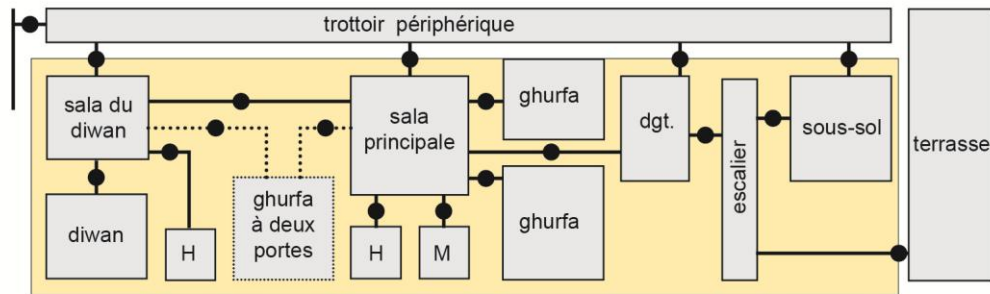 trottoir périphérique
sala du
diwan
sala
principale
ghurfa
dgt.
escalier
sous-sol
terrasse
diwan
H
ghurfa
à deux
portes
H
M
ghurfa